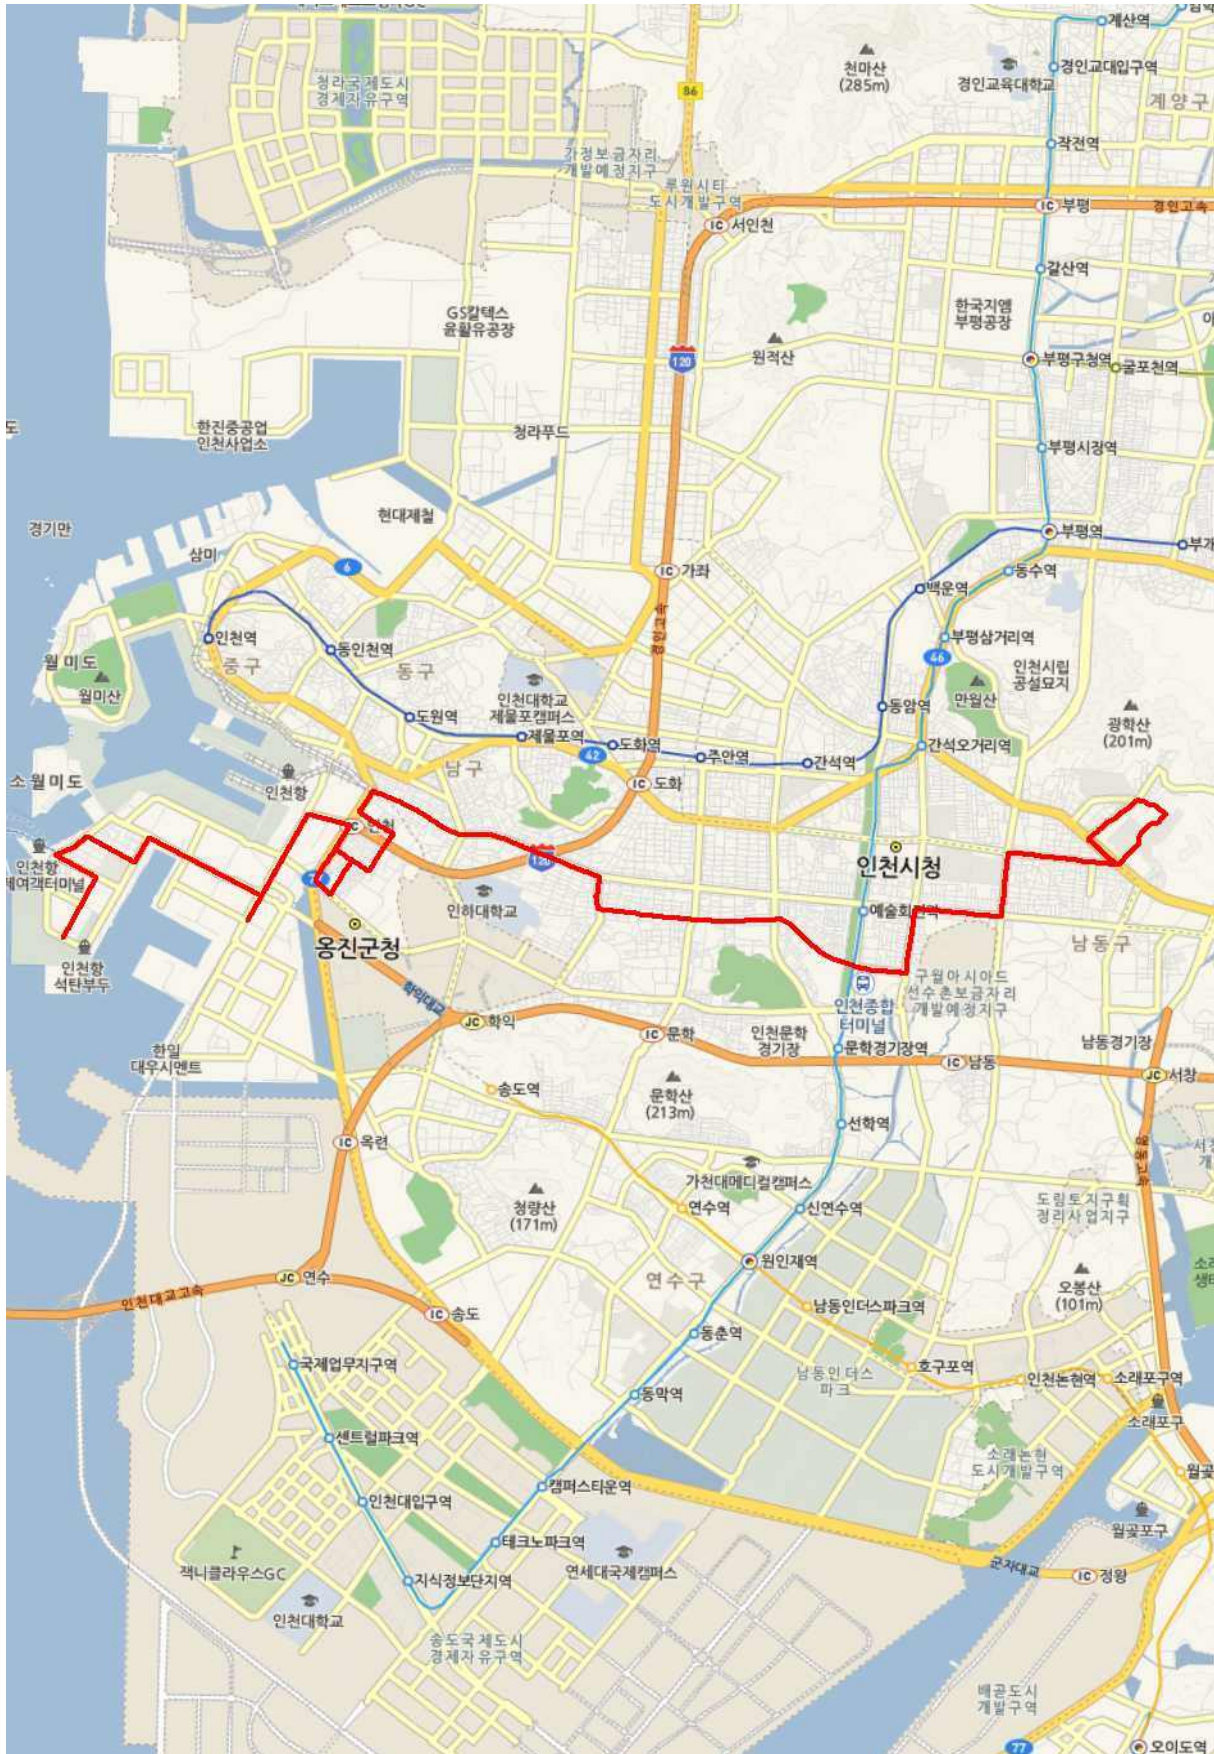 계산역
천마산
(285m)
경인교대입구역
경인교육대학교
청라국제도시
경제자유구역
86
계양구
작전역
가정보금자리
개발예정지구
루원시티
도시개발구역
IC 부평
경인고속
IC 서인천
갈산역
GS칼텍스
윤활유공장
한국지엠
부평공장
원적산
120
부평구청역
굴포천역
한진중공업
인천사업소
청라푸드
부평시장역
도
현대제철
경기만
삼미
부평역
부개
6
IC 가좌
동수역
백운역
경인고속
인천역
동인천역
부평삼거리역
46
월미도
중구
동구
인천시립
공설묘지
월미산
인천대학교
제물포캠퍼스
만월산
동암역
광학산
(201m)
도원역
제물포역
도화역
42
주안역
간석역
간석오거리역
남구
소월미도
인천항
IC 도화
IC 인천
인천시청
120
인천항
인하대학교
예술회관역
옹진군청
남동구
인천항
석탄부두
구월아시아드
선수촌보금자리
개발예정지구
학익대교
인천종합
터미널
JC 학익
IC 문학
인천문학
경기장
문학경기장역
IC 남동
남동경기장
한일
대우시멘트
JC 서창
송도역
문학산
(213m)
선학역
IC 옥련
가천대메디컬캠퍼스
청량산
(171m)
연수역
신연수역
도림토지구획
정리사업지구
원인재역
JC 연수
연수구
오봉산
(101m)
인천대교고속
IC 송도
남동인더스파크역
동춘역
국제업무지구역
남동인더스
파크
호구포역
인천논현역
소래포구역
동막역
소래포구
센트럴파크역
소래논현
도시개발구역
캠퍼스타운역
인천대입구역
월곶
월곶포구
테크노파크역
잭니클라우스GC
연세대국제캠퍼스
지식정보단지역
군자대교
IC 정왕
인천대학교
송도국제도시
경제자유구역
배곧도시
개발구역
77
오이도역